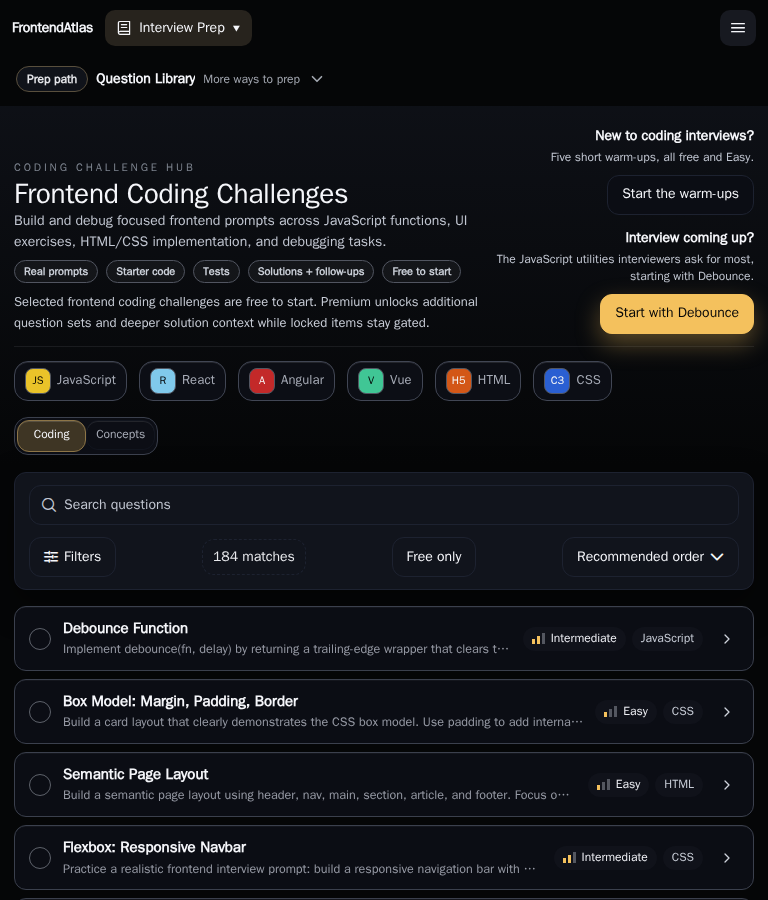 FrontendAtlas
Interview Prep ▾
Prep path
Question Library
More ways to prep
CODING CHALLENGE HUB
Frontend Coding Challenges
Build and debug focused frontend prompts across JavaScript functions, UI
exercises, HTML/CSS implementation, and debugging tasks.
Real prompts
Starter code
Tests
Solutions + follow-ups
Free to start
Selected frontend coding challenges are free to start. Premium unlocks additional
question sets and deeper solution context while locked items stay gated.
New to coding interviews?
Five short warm-ups, all free and Easy.
Start the warm-ups
Interview coming up?
The JavaScript utilities interviewers ask for most,
starting with Debounce.
Start with Debounce
JS JavaScript
R React
A Angular
V Vue
H5 HTML
C3 CSS
Coding
Concepts
Search questions
Filters
184 matches
Free only
Recommended order
Debounce Function
Implement debounce(fn, delay) by returning a trailing-edge wrapper that clears t…
Intermediate
JavaScript
Box Model: Margin, Padding, Border
Build a card layout that clearly demonstrates the CSS box model. Use padding to add interna…
Easy
CSS
Semantic Page Layout
Build a semantic page layout using header, nav, main, section, article, and footer. Focus o…
Easy
HTML
Flexbox: Responsive Navbar
Practice a realistic frontend interview prompt: build a responsive navigation bar with …
Intermediate
CSS